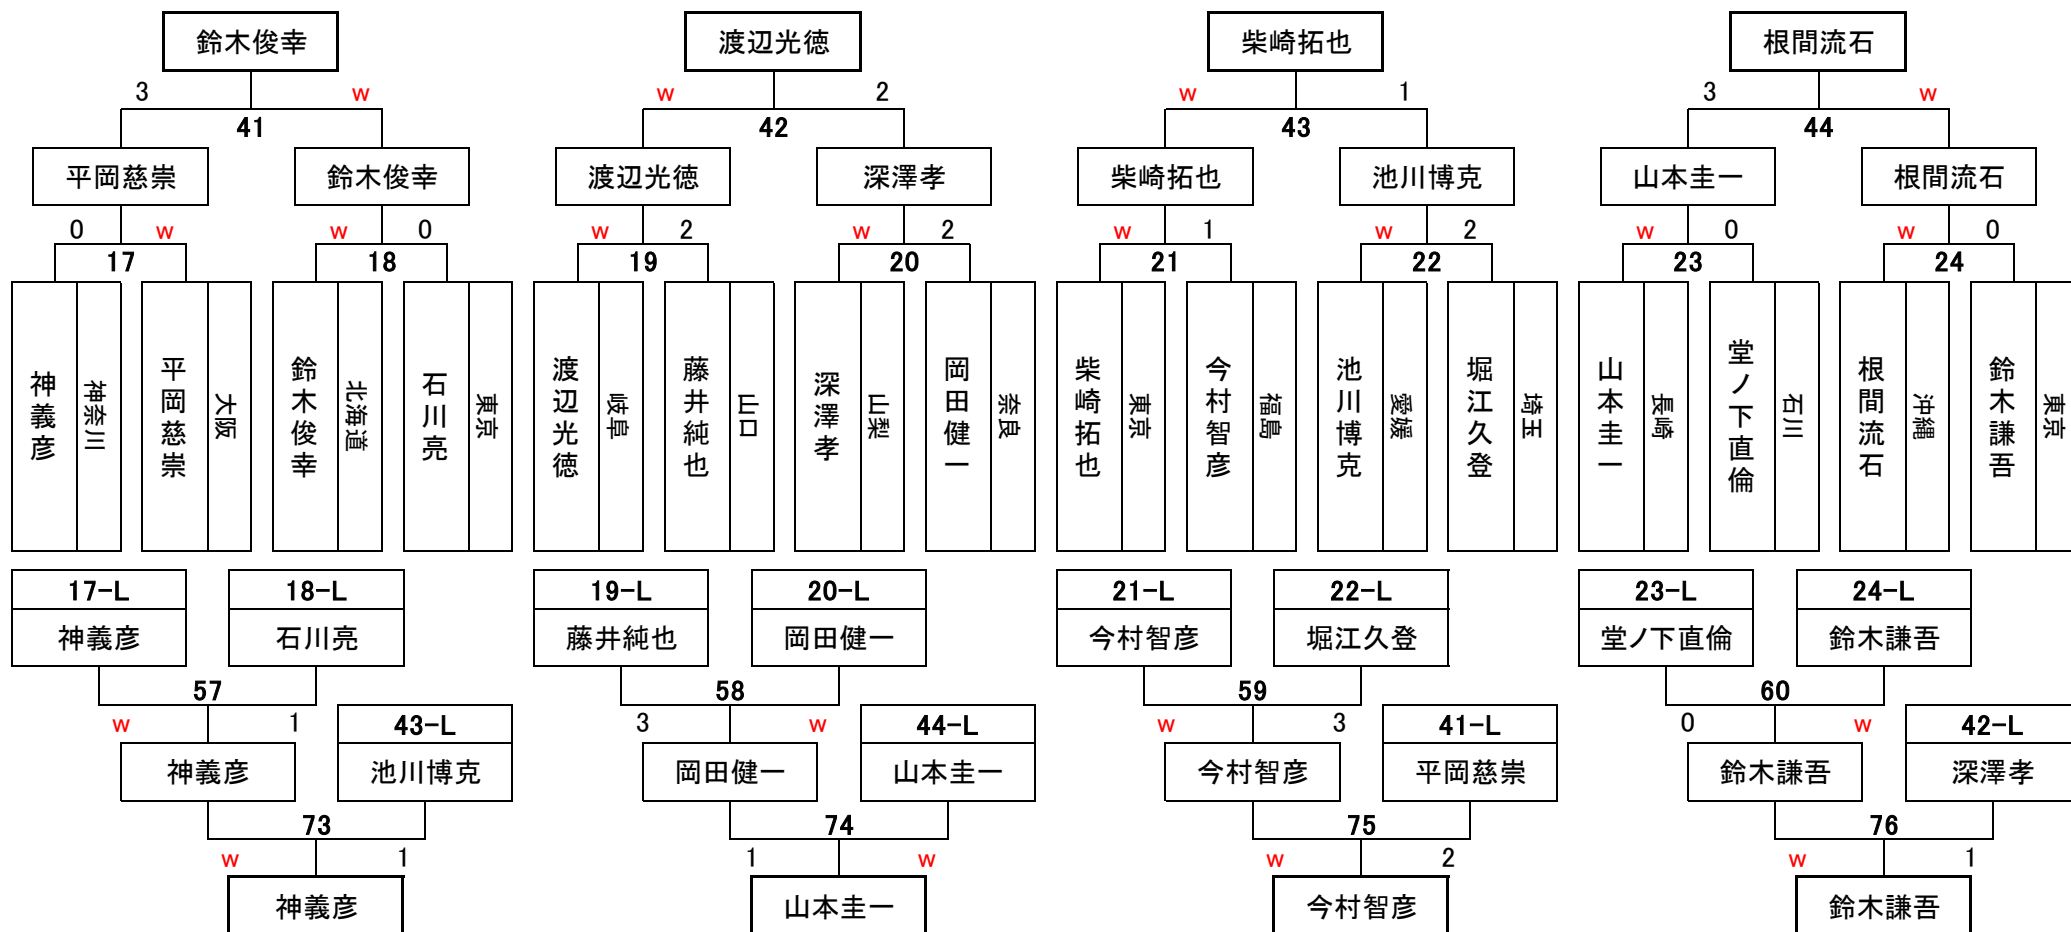 鈴木俊幸 渡辺光徳 柴崎拓也 根間流石
3 w w 2 w 1 3 w
41 42 43 44
平岡慈崇 鈴木俊幸 渡辺光徳 深澤孝 柴崎拓也 池川博克 山本圭一 根間流石
0 w w 0 w 2 w 2 w 1 w 2 w 0 w 0
17 18 19 20 21 22 23 24
神義彦 神奈川
平岡慈崇 大阪
鈴木俊幸 北海道
石川亮 東京
渡辺光徳 岐阜
藤井純也 山口
深澤孝 山梨
岡田健一 奈良
柴崎拓也 東京
今村智彦 福島
池川博克 愛媛
堀江久登 埼玉
山本圭一 長崎
堂ノ下直倫 石川
根間流石 沖縄
鈴木謙吾 東京
17-L 18-L 19-L 20-L 21-L 22-L 23-L 24-L
神義彦 石川亮 藤井純也 岡田健一 今村智彦 堀江久登 堂ノ下直倫 鈴木謙吾
57 58 59 60
w 1 43-L 3 w 44-L w 3 41-L 0 w 42-L
神義彦 池川博克 岡田健一 山本圭一 今村智彦 平岡慈崇 鈴木謙吾 深澤孝
73 74 75 76
w 1 1 w w 2 w 1
神義彦 山本圭一 今村智彦 鈴木謙吾